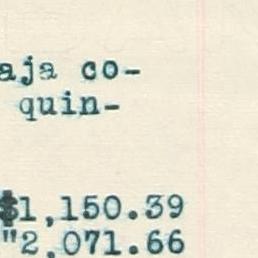 aja co-
quin-
$1,150.39
"2,071.66